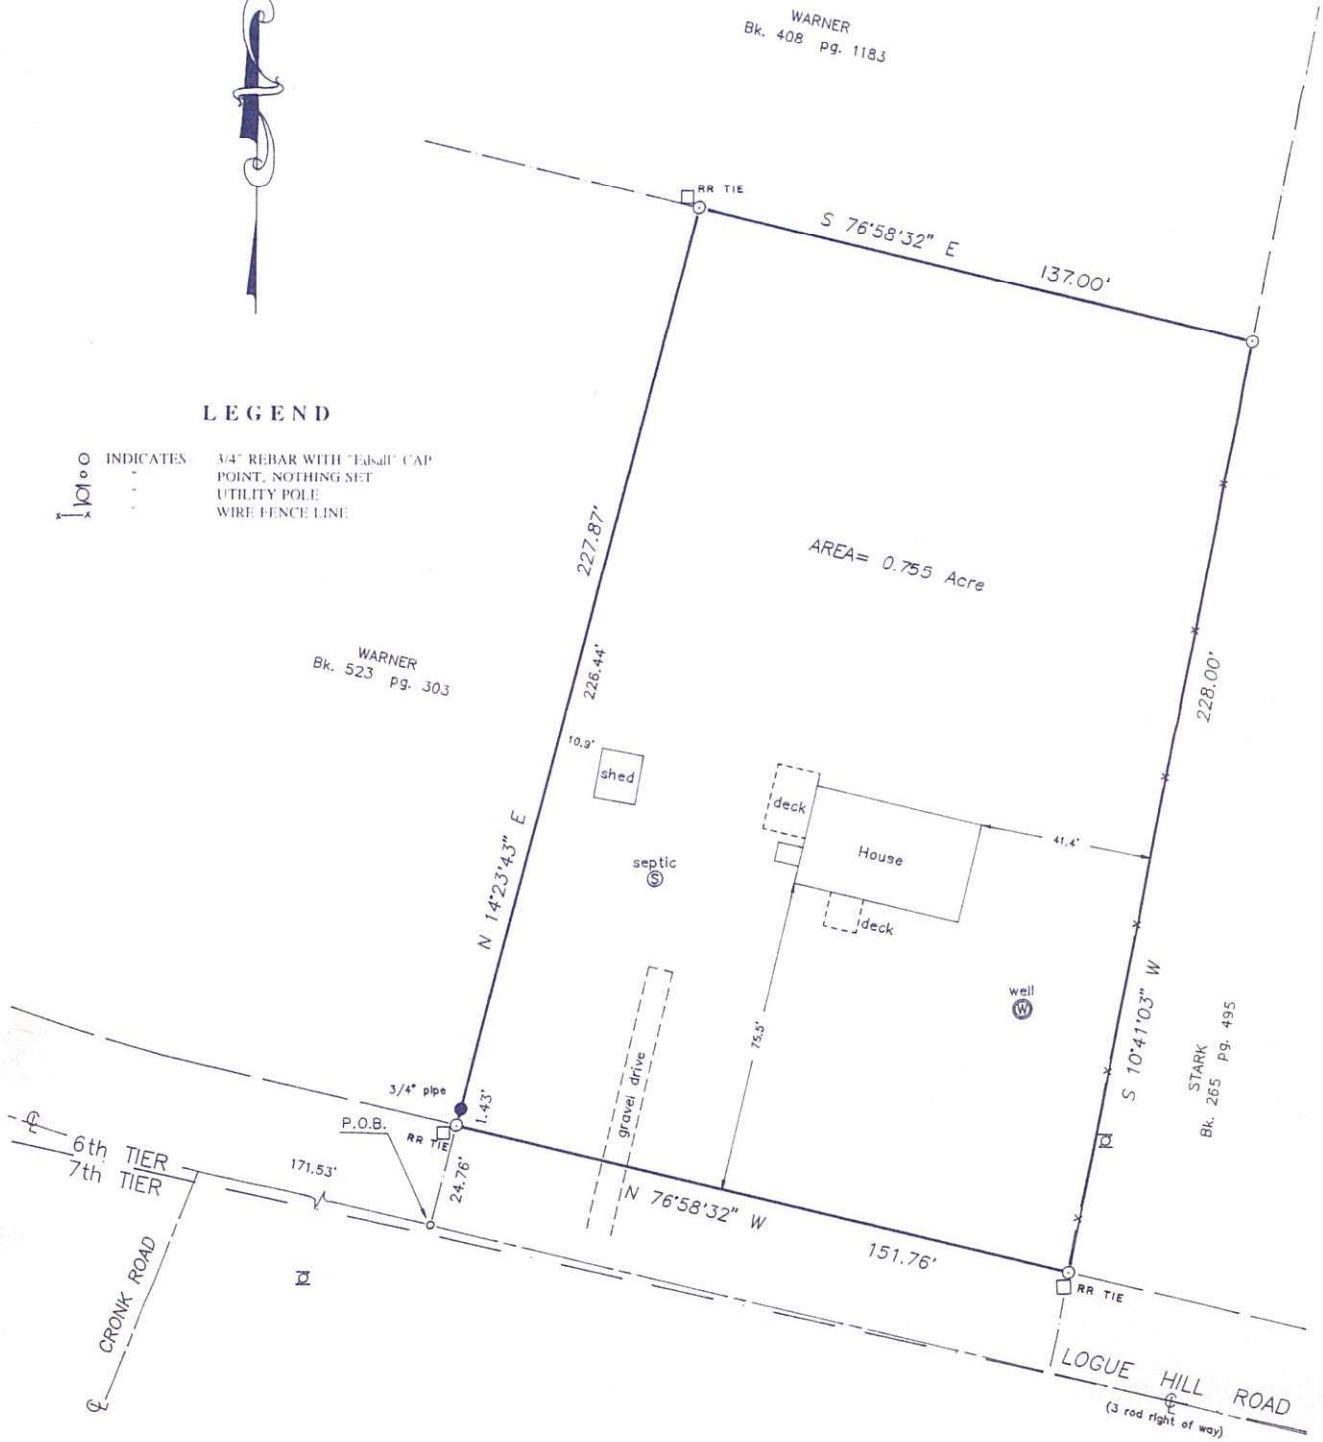 WARNER
Bk. 408 pg. 1183
RR TIE
S 76°58'32" E
137.00'
LEGEND
INDICATES 3/4" REBAR WITH "Edsall" CAP
" POINT, NOTHING SET
" UTILITY POLE
" WIRE FENCE LINE
227.87'
AREA= 0.755 Acre
WARNER
Bk. 523 pg. 303
226.44'
228.00'
10.9'
shed
deck
House
41.4'
N 14°23'43" E
septic
S
deck
well
W
S 10°41'03" W
STARK
Bk. 265 pg. 495
75.5'
gravel drive
3/4" pipe
1.43'
P.O.B.
RR TIE
6th TIER
7th TIER
171.53'
24.76'
N 76°58'32" W
151.76'
CRONK ROAD
RR TIE
LOGUE HILL ROAD
(3 rod right of way)